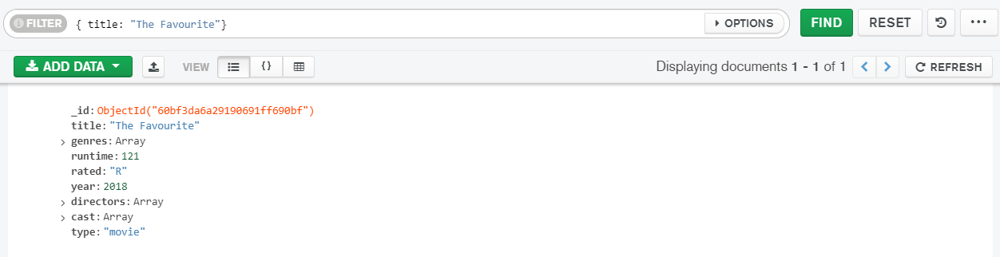 FILTER { title: "The Favourite"} OPTIONS FIND RESET
ADD DATA VIEW {} Displaying documents 1 - 1 of 1 REFRESH
_id: ObjectId("60bf3da6a29190691ff690bf")
title: "The Favourite"
genres: Array
runtime: 121
rated: "R"
year: 2018
directors: Array
cast: Array
type: "movie"